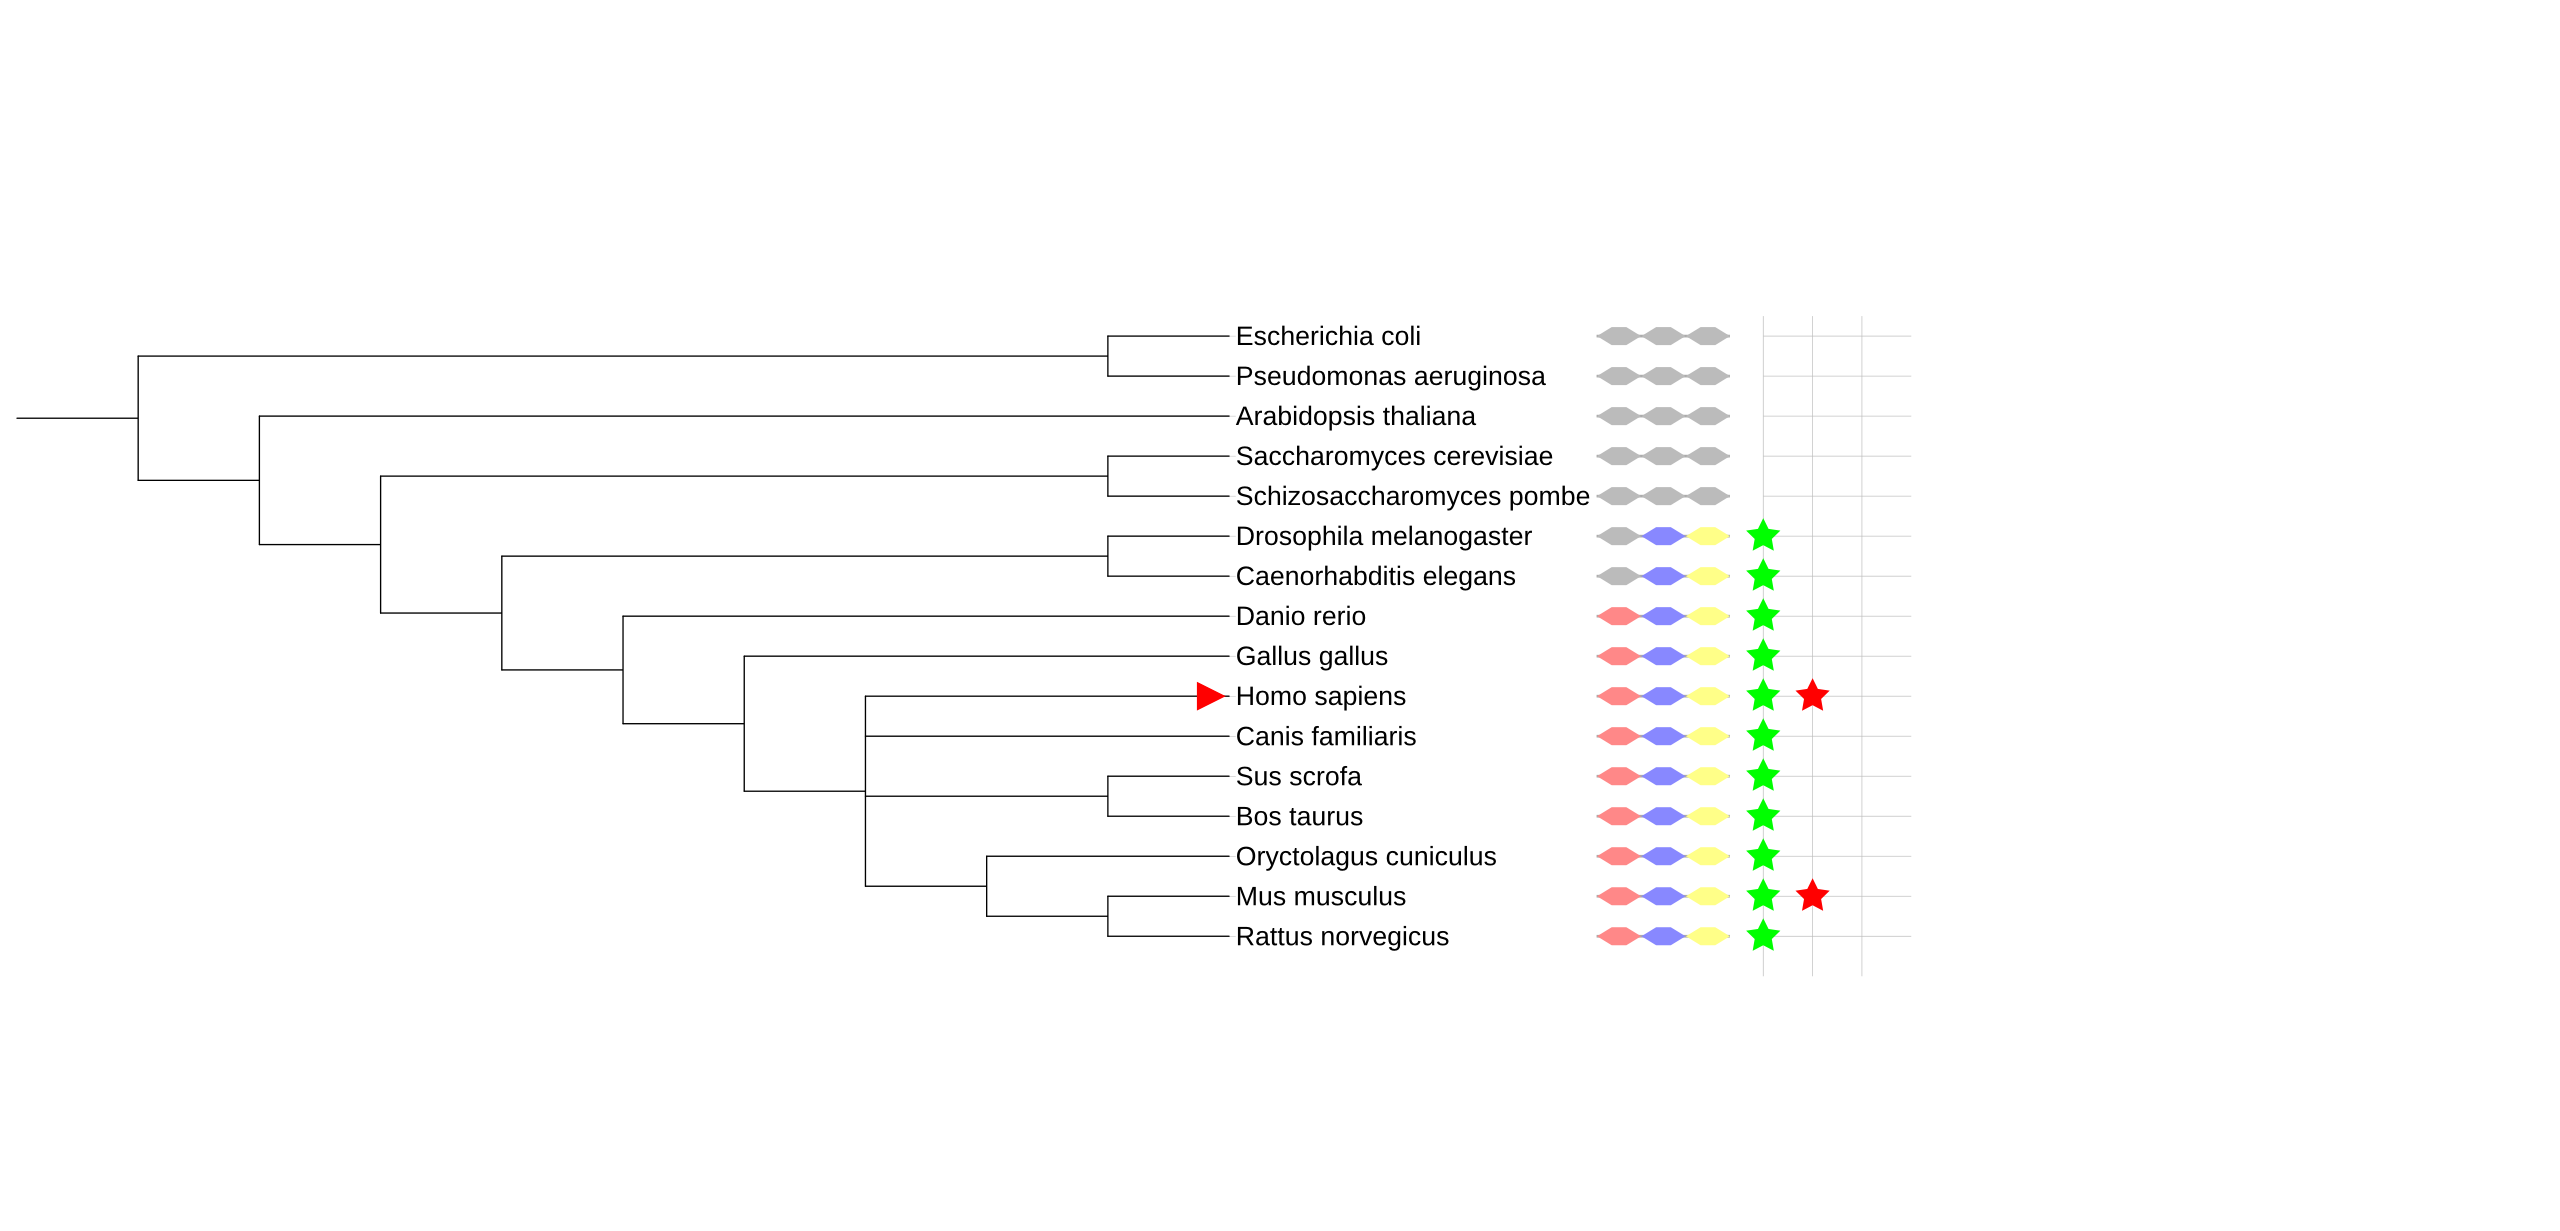 Escherichia coli
Pseudomonas aeruginosa
Arabidopsis thaliana
Saccharomyces cerevisiae
Schizosaccharomyces pombe
Drosophila melanogaster
Caenorhabditis elegans
Danio rerio
Gallus gallus
Homo sapiens
Canis familiaris
Sus scrofa
Bos taurus
Oryctolagus cuniculus
Mus musculus
Rattus norvegicus